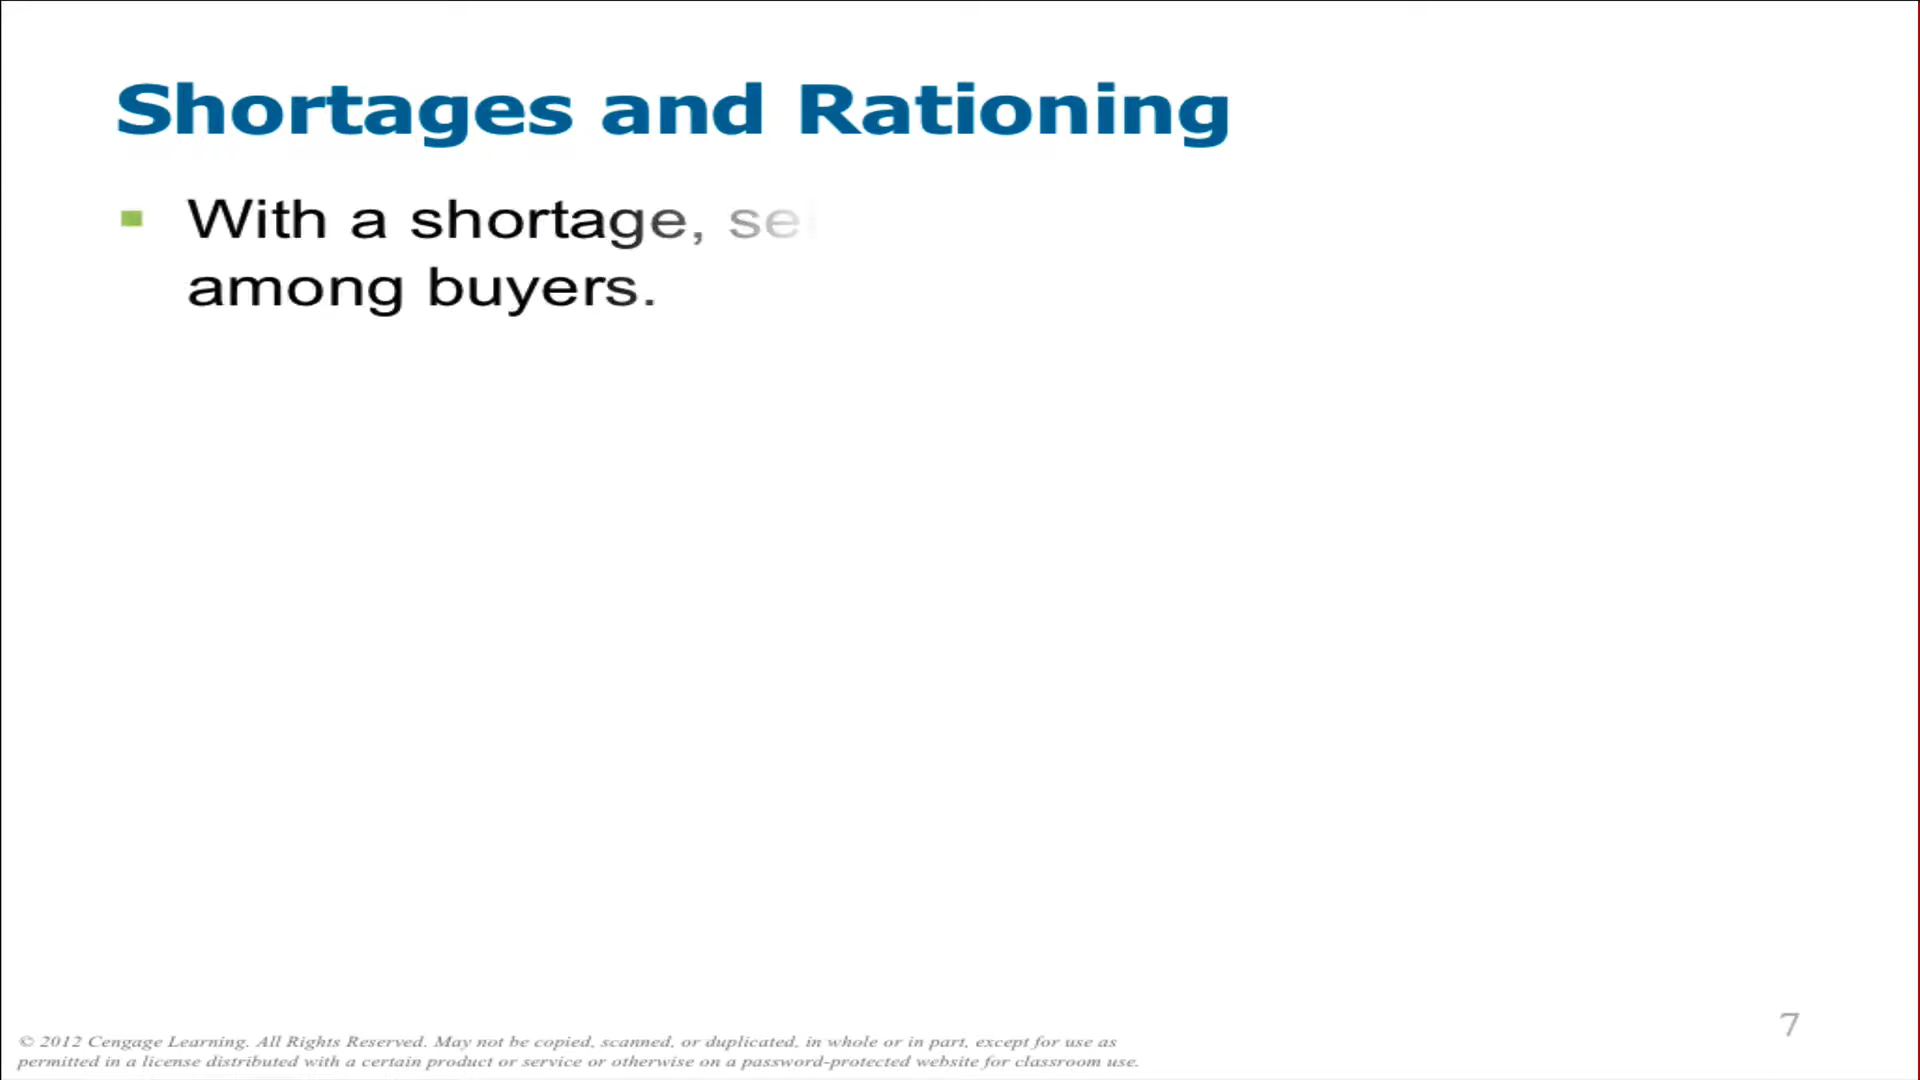 Shortages and Rationing
With a shortage,
among buyers.
7
© 2012 Cengage Learning. All Rights Reserved. May not be copied, scanned, or duplicated, in whole or in part, except for use as
permitted in a license distributed with a certain product or service or otherwise on a password-protected website for classroom use.